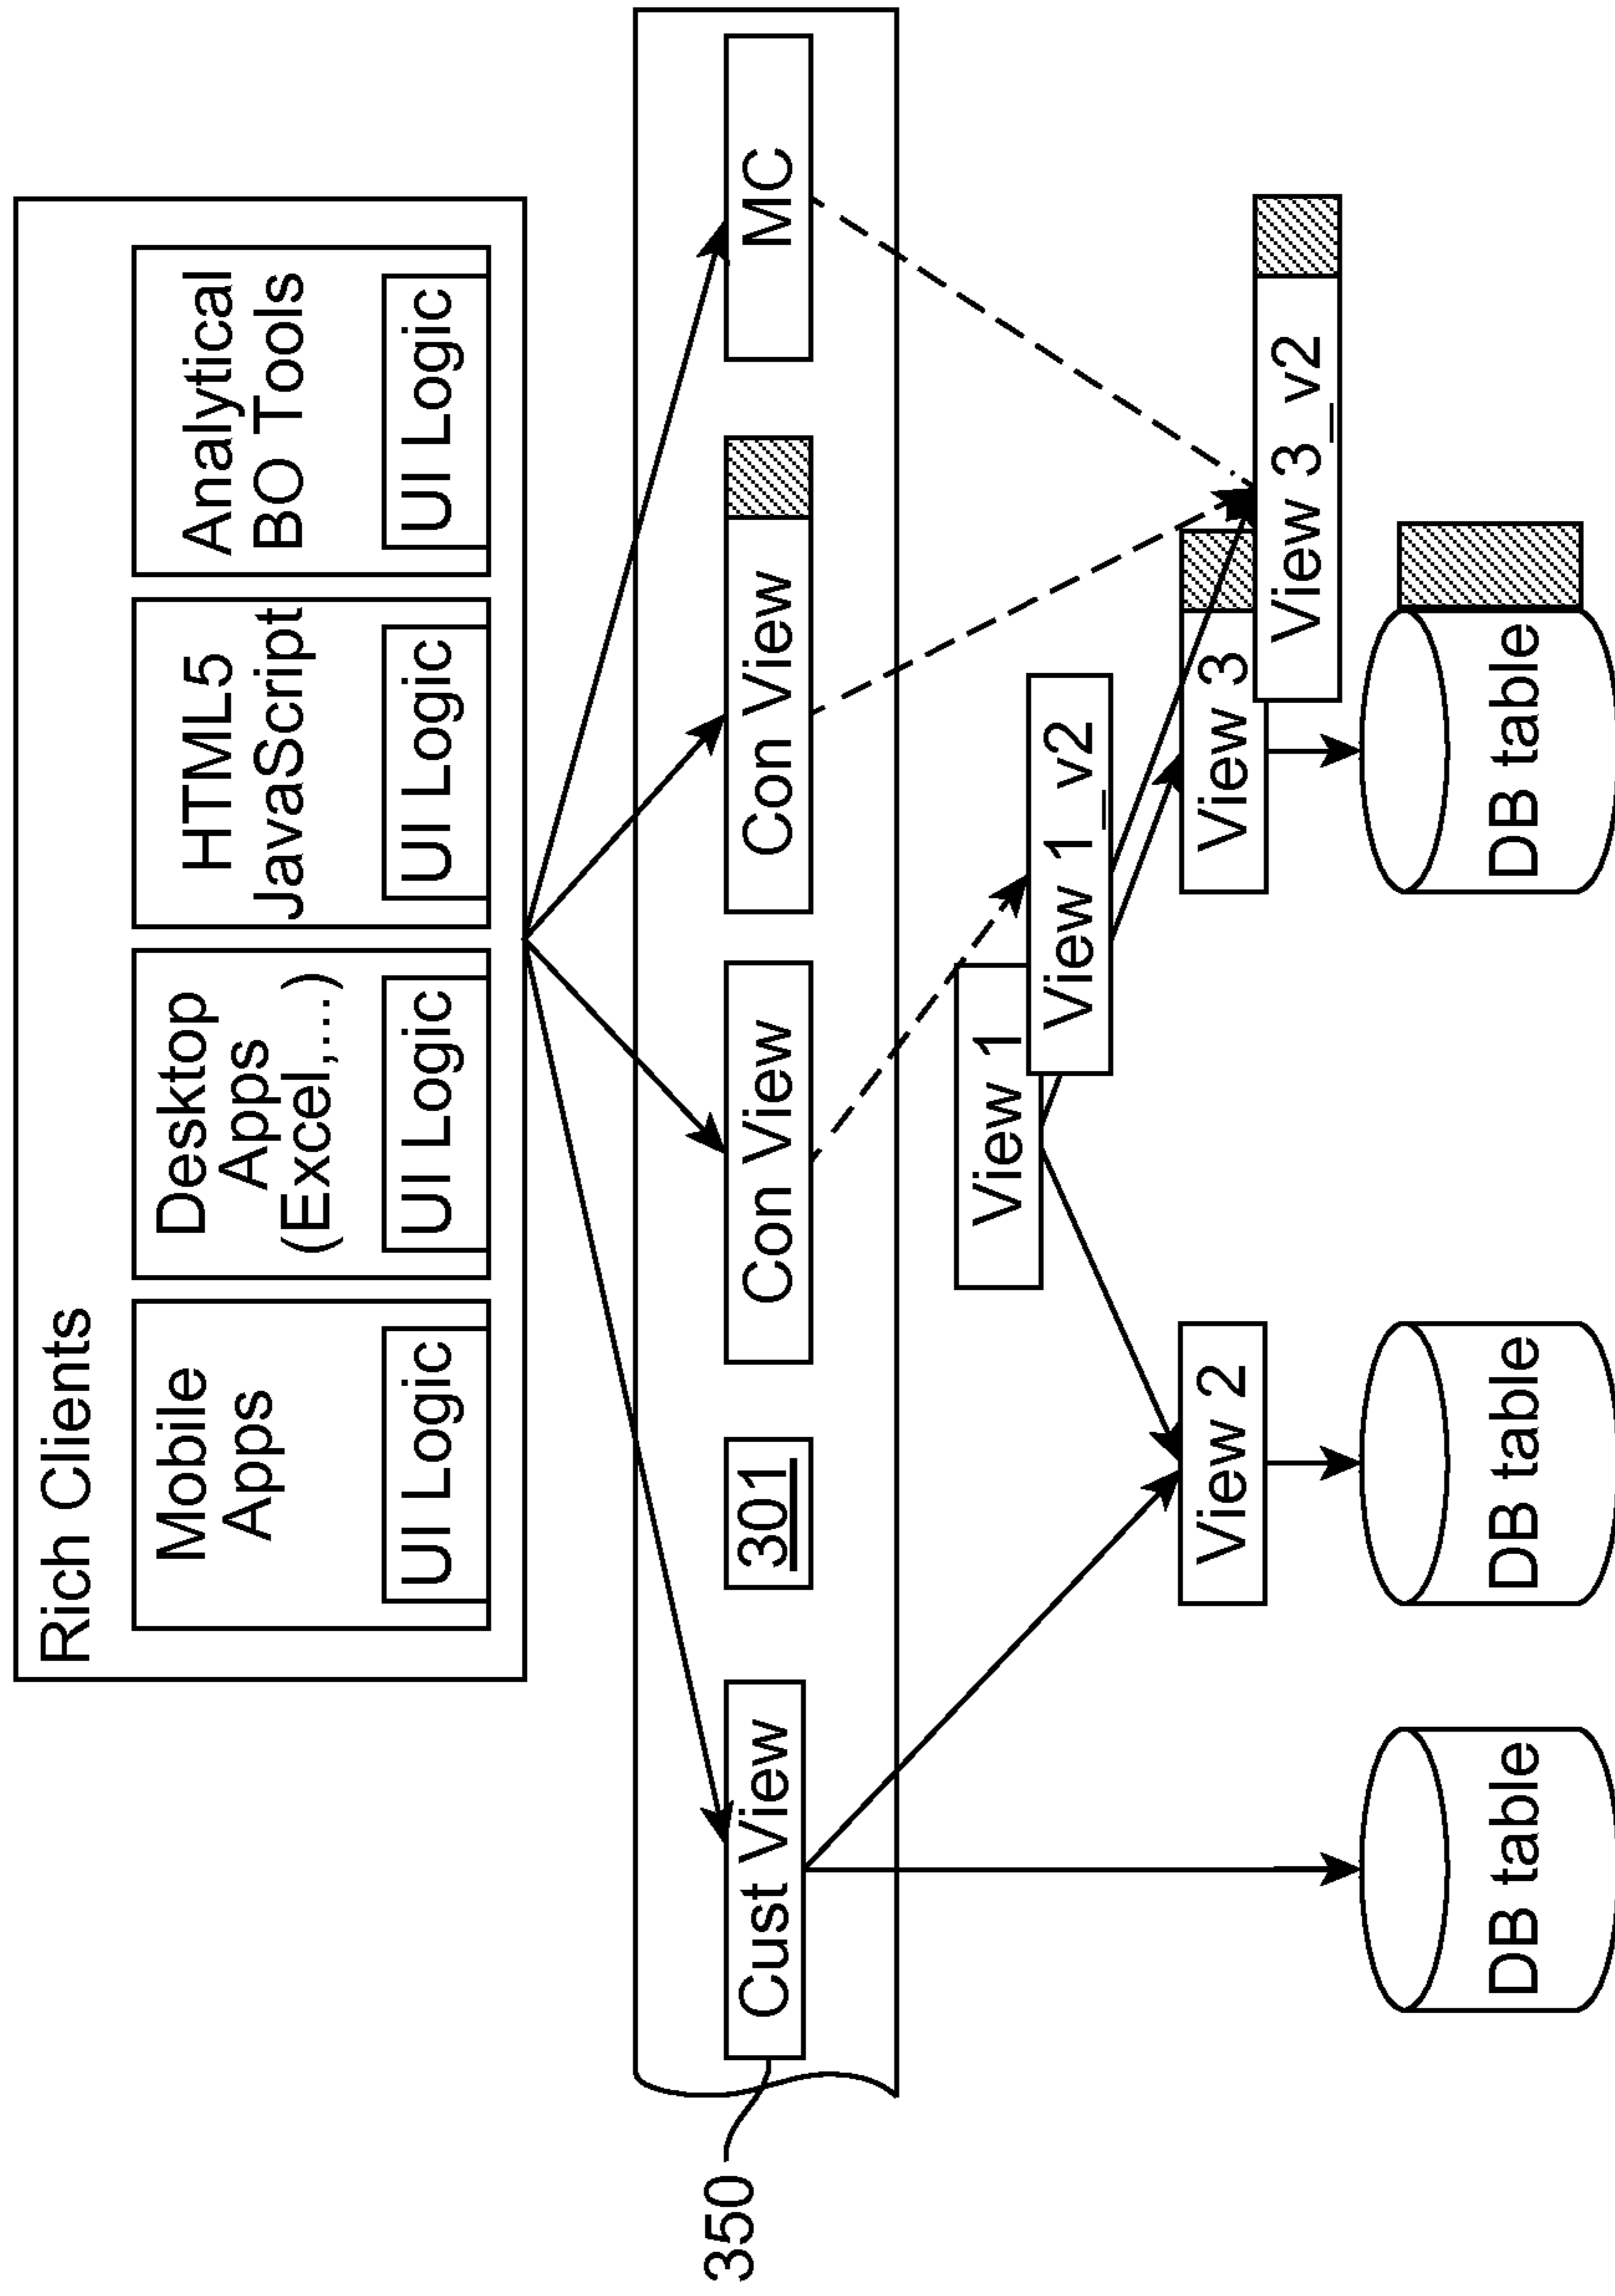 Rich Clients
Mobile
Apps
UI Logic
Desktop
Apps
(Excel,...)
UI Logic
HTML5
JavaScript
UI Logic
Analytical
BO Tools
UI Logic
350
Cust View
301
Con View
Con View
MC
View 1
View 1_v2
View 2
View 3
View 3_v2
DB table
DB table
DB table